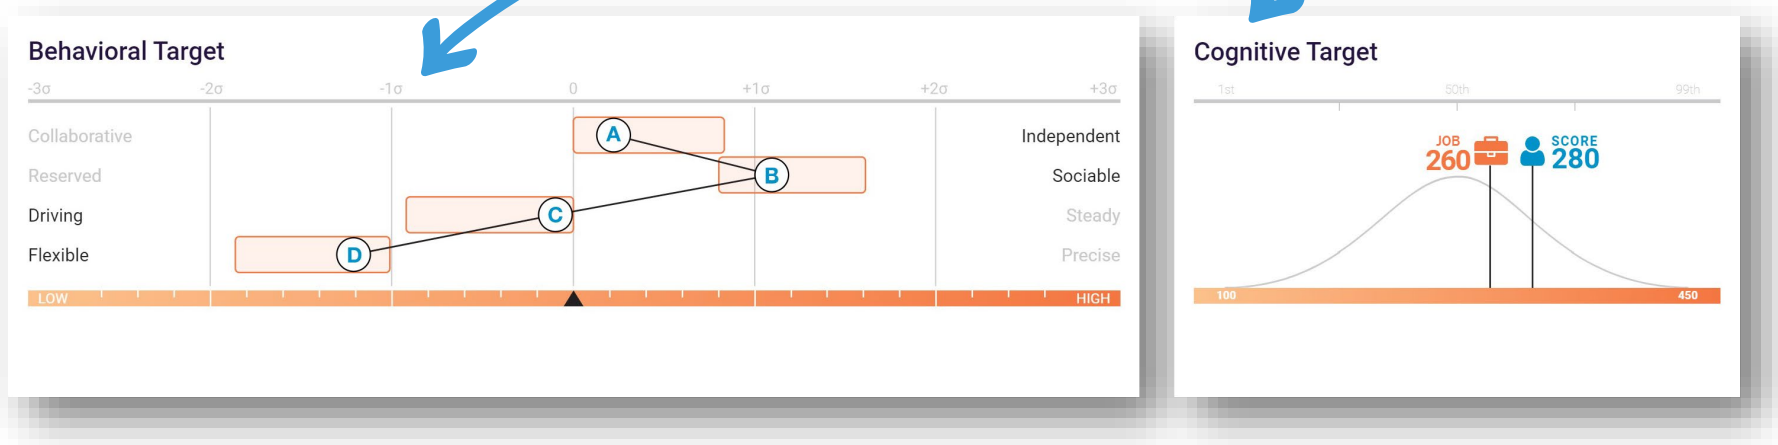 Behavioral Target
-3σ -2σ -1σ 0 +1σ +2σ +3σ
Collaborative A Independent
Reserved B Sociable
Driving C Steady
Flexible D Precise
LOW HIGH
Cognitive Target
1st 50th 99th
JOB
260
SCORE
280
100 450